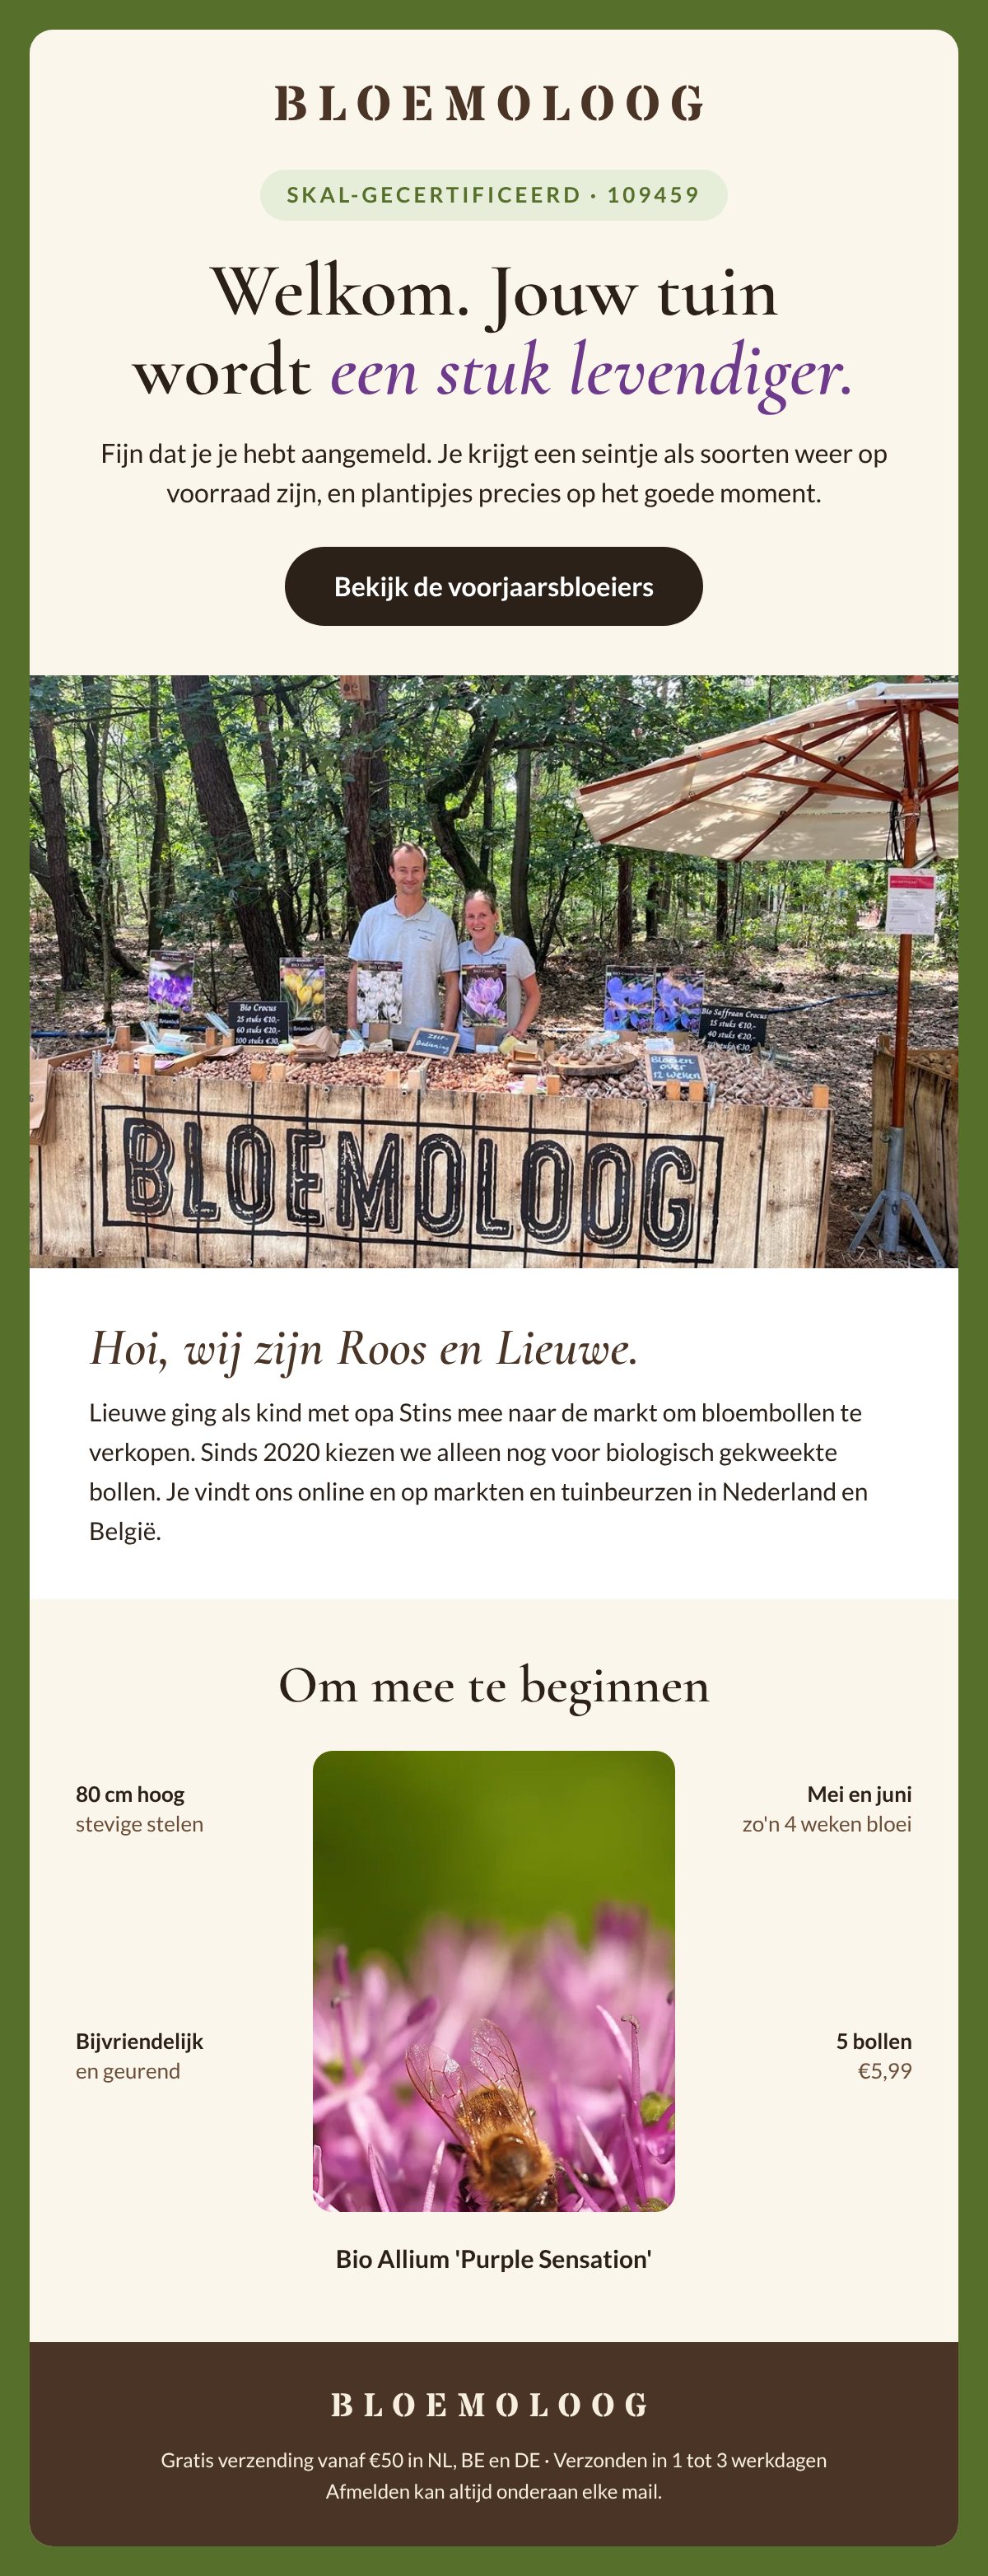 BLOEMOLOOG
SKAL-GECERTIFICEERD · 109459
Welkom. Jouw tuin
wordt een stuk levendiger.
Fijn dat je je hebt aangemeld. Je krijgt een seintje als soorten weer op
voorraad zijn, en plantipjes precies op het goede moment.
Bekijk de voorjaarsbloeiers
Bio Crocus
25 stuks €10,-
60 stuks €20,-
100 stuks €30,-
Zelf-
Bediening
Bio Saffraan Crocus
15 stuks €10,-
40 stuks €20,-
Bloeien
over
12 weken
BLOEMOLOOG
Hoi, wij zijn Roos en Lieuwe.
Lieuwe ging als kind met opa Stins mee naar de markt om bloembollen te
verkopen. Sinds 2020 kiezen we alleen nog voor biologisch gekweekte
bollen. Je vindt ons online en op markten en tuinbeurzen in Nederland en
België.
Om mee te beginnen
80 cm hoog
stevige stelen
Mei en juni
zo'n 4 weken bloei
Bijvriendelijk
en geurend
5 bollen
€5,99
Bio Allium 'Purple Sensation'
BLOEMOLOOG
Gratis verzending vanaf €50 in NL, BE en DE · Verzonden in 1 tot 3 werkdagen
Afmelden kan altijd onderaan elke mail.